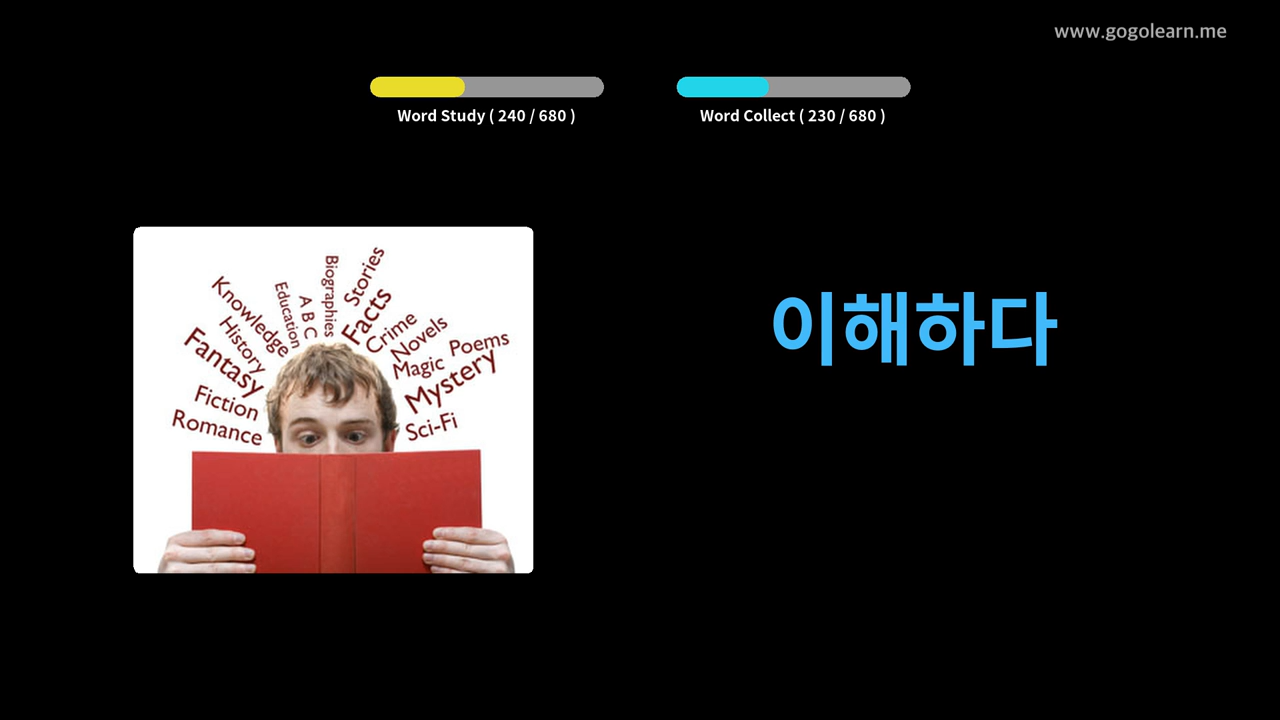 www.gogolearn.me
Word Study ( 240 / 680 )
Word Collect ( 230 / 680 )
Romance
Fiction
Fantasy
History
Knowledge
Education
A B C
Biographies
Stories
Facts
Crime
Novels
Magic
Poems
Mystery
Sci-Fi
이해하다